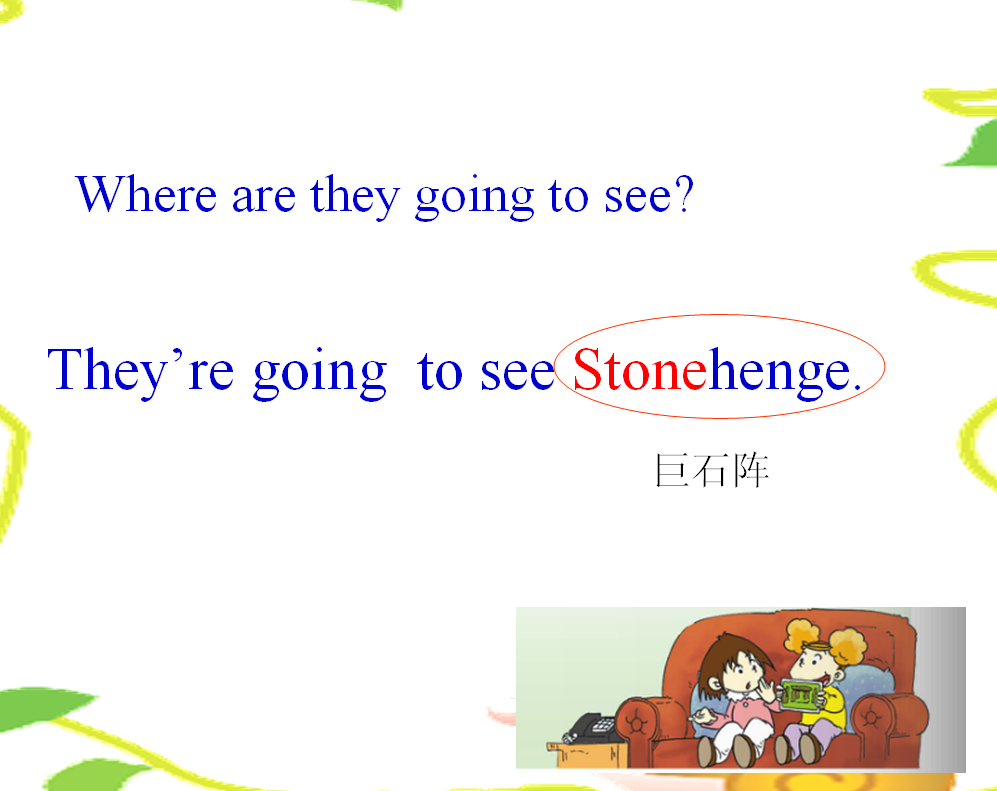 Where are they going to see?
They’re going to see Stonehenge.
巨石阵